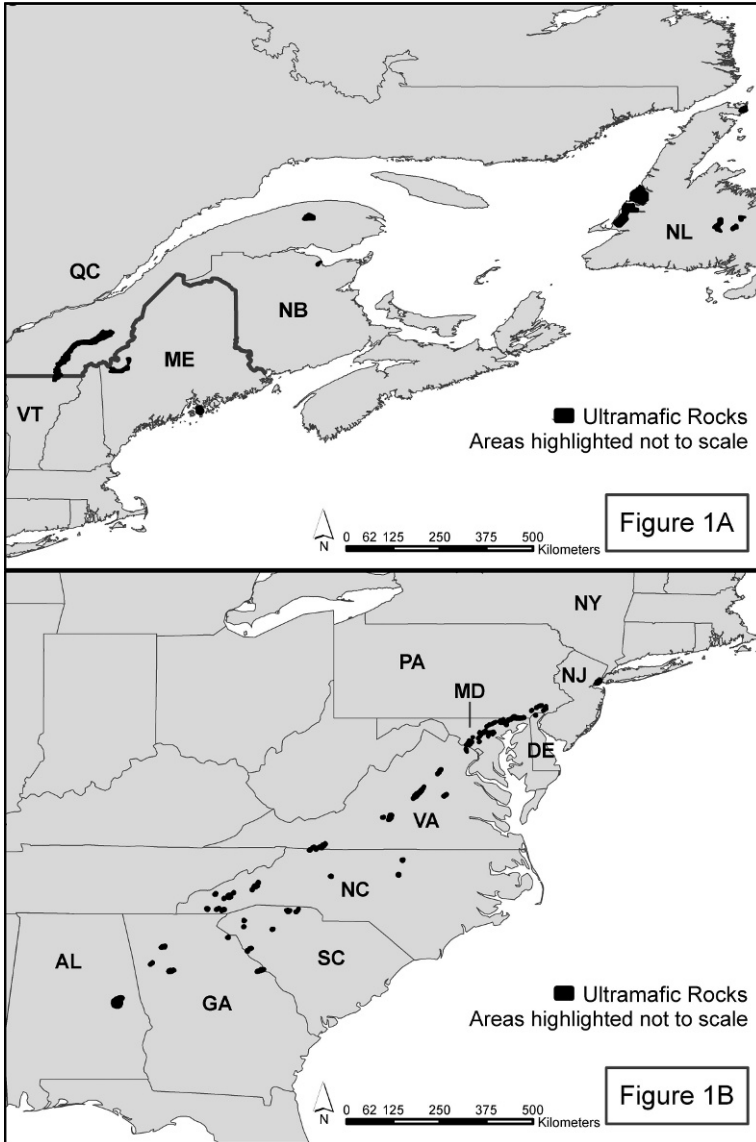 QC
NL
NB
ME
VT
Ultramafic Rocks
Areas highlighted not to scale
N
0 62 125 250 375 500
Kilometers
Figure 1A
NY
PA
NJ
MD
DE
VA
NC
AL
SC
GA
Ultramafic Rocks
Areas highlighted not to scale
N
0 62 125 250 375 500
Kilometers
Figure 1B